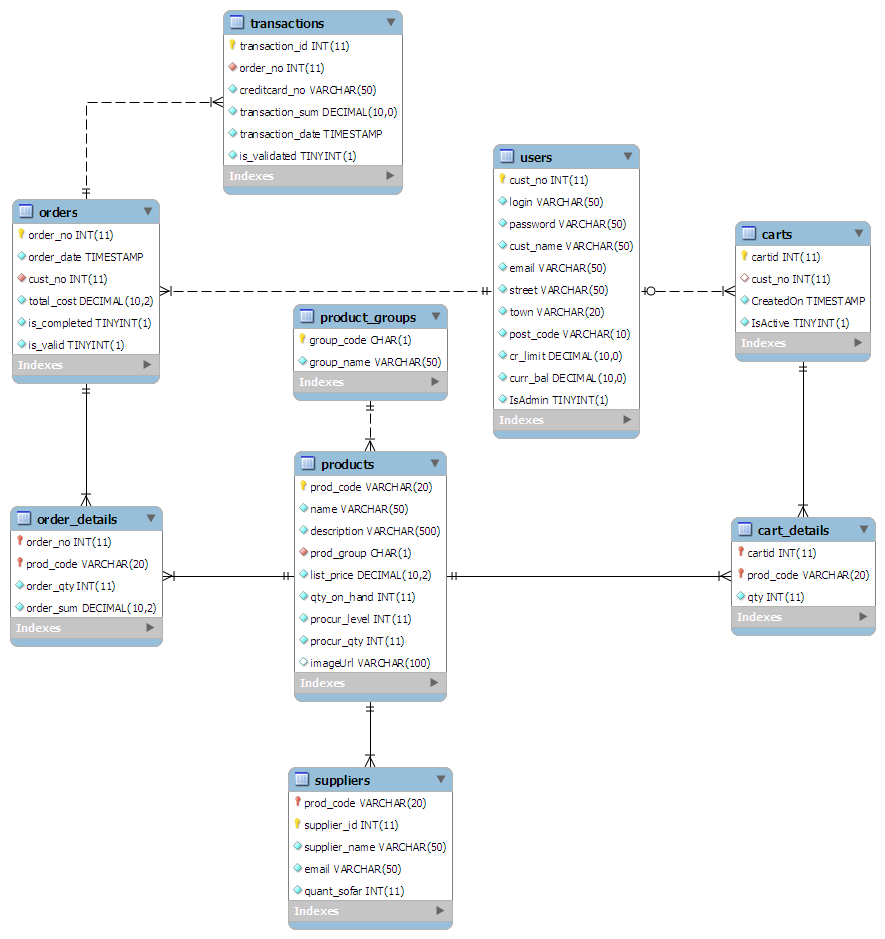 transactions
transaction_id INT(11)
order_no INT(11)
creditcard_no VARCHAR(50)
transaction_sum DECIMAL(10,0)
transaction_date TIMESTAMP
is_validated TINYINT(1)
Indexes
users
cust_no INT(11)
login VARCHAR(50)
password VARCHAR(50)
cust_name VARCHAR(50)
email VARCHAR(50)
street VARCHAR(50)
town VARCHAR(20)
post_code VARCHAR(10)
cr_limit DECIMAL(10,0)
curr_bal DECIMAL(10,0)
IsAdmin TINYINT(1)
Indexes
orders
order_no INT(11)
order_date TIMESTAMP
cust_no INT(11)
total_cost DECIMAL(10,2)
is_completed TINYINT(1)
is_valid TINYINT(1)
Indexes
carts
cartid INT(11)
cust_no INT(11)
CreatedOn TIMESTAMP
IsActive TINYINT(1)
Indexes
product_groups
group_code CHAR(1)
group_name VARCHAR(50)
Indexes
products
prod_code VARCHAR(20)
name VARCHAR(50)
description VARCHAR(500)
prod_group CHAR(1)
list_price DECIMAL(10,2)
qty_on_hand INT(11)
procur_level INT(11)
procur_qty INT(11)
imageUrl VARCHAR(100)
Indexes
order_details
order_no INT(11)
prod_code VARCHAR(20)
order_qty INT(11)
order_sum DECIMAL(10,2)
Indexes
cart_details
cartid INT(11)
prod_code VARCHAR(20)
qty INT(11)
Indexes
suppliers
prod_code VARCHAR(20)
supplier_id INT(11)
supplier_name VARCHAR(50)
email VARCHAR(50)
quant_sofar INT(11)
Indexes